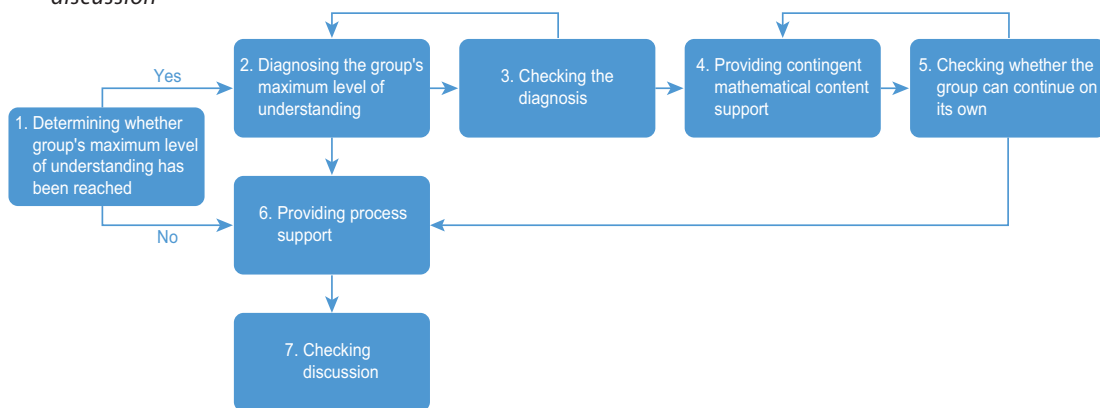 discussion
Yes
1. Determining whether
group's maximum level
of understanding has
been reached
No
2. Diagnosing the group's
maximum level of
understanding
3. Checking the
diagnosis
4. Providing contingent
mathematical content
support
5. Checking whether the
group can continue on
its own
6. Providing process
support
7. Checking
discussion